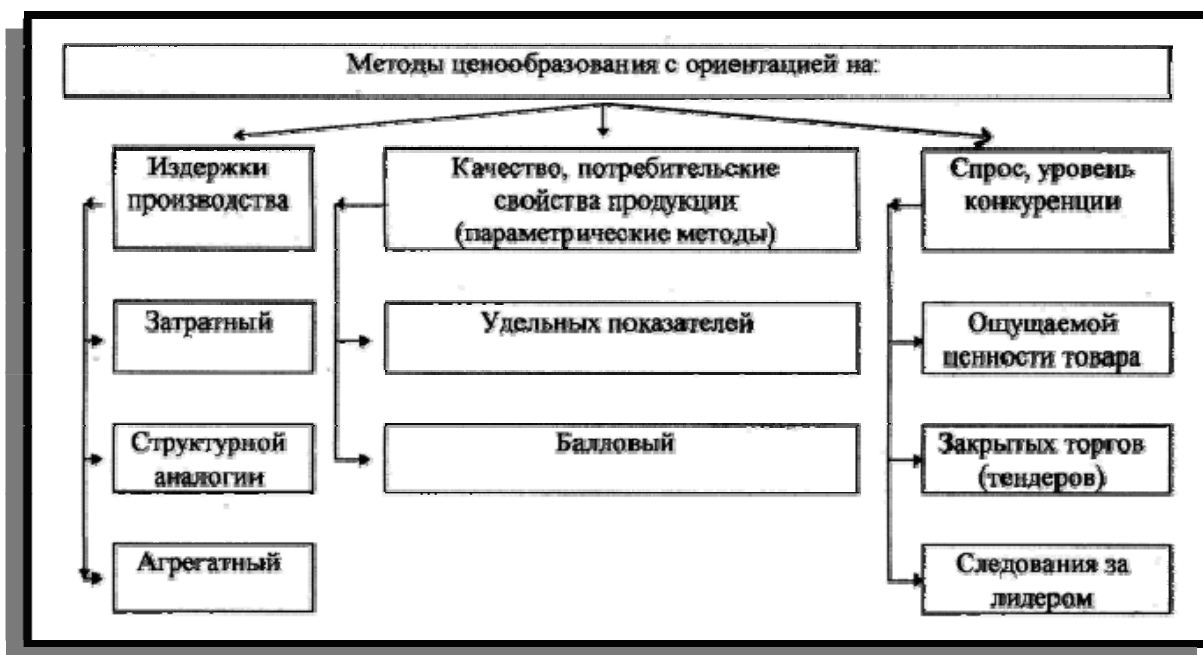 Методы ценообразования с ориентацией на:
Издержки
производства
Качество, потребительские
свойства продукции
(параметрические методы)
Спрос, уровень
конкуренции
Затратный
Удельных показателей
Ощущаемой
ценности товара
Структурной
аналогии
Балловый
Закрытых торгов
(тендеров)
Агрегатный
Следования за
лидером